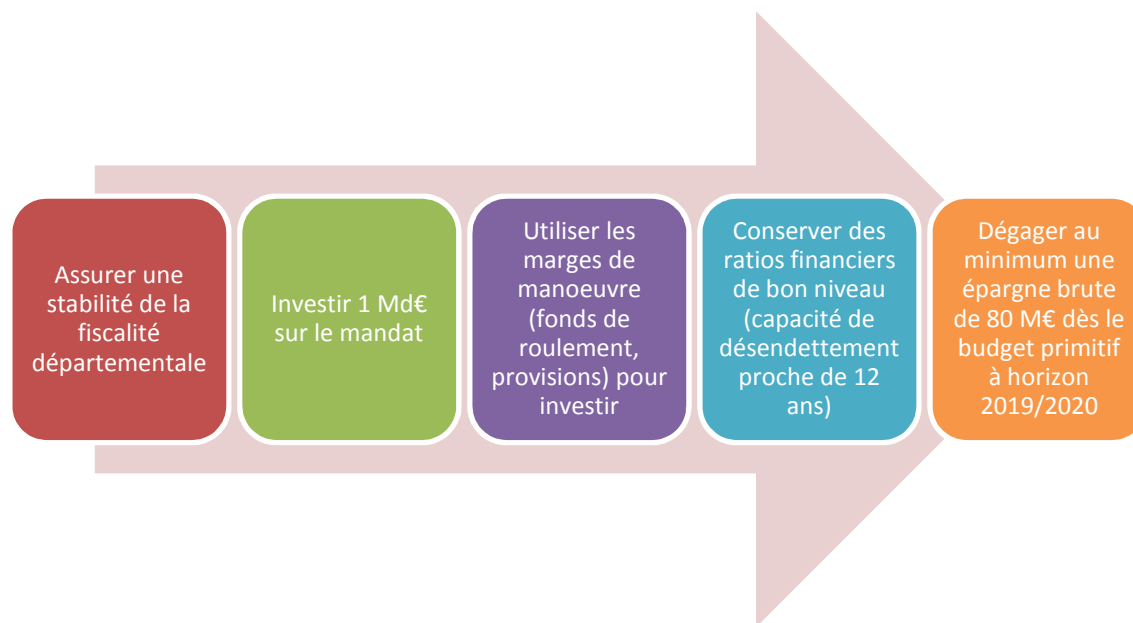 Assurer une
stabilité de la
fiscalité
départementale
Investir 1 Md€
sur le mandat
Utiliser les
marges de
manoeuvre
(fonds de
roulement,
provisions) pour
investir
Conserver des
ratios financiers
de bon niveau
(capacité de
désendettement
proche de 12
ans)
Dégager au
minimum une
épargne brute
de 80 M€ dès le
budget primitif
à horizon
2019/2020